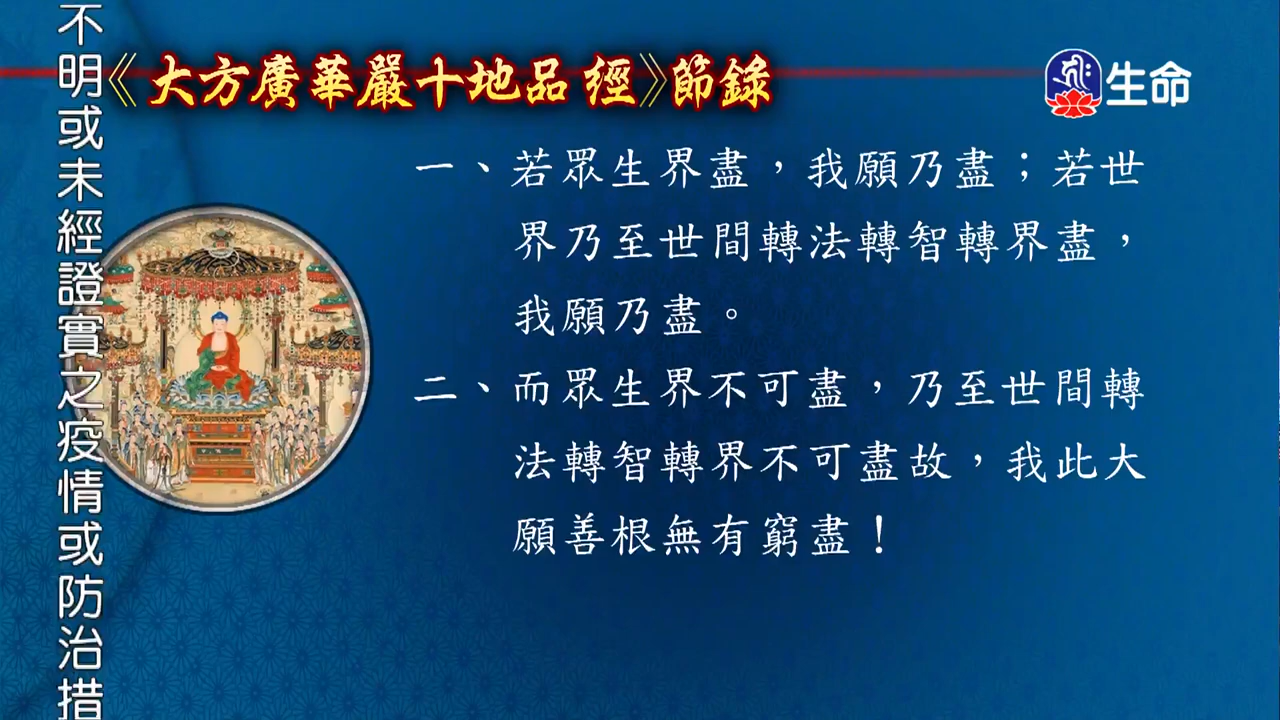 《大方廣華嚴十地品經》節錄
生命
一、若眾生界盡，我願乃盡；若世
界乃至世間轉法轉智轉界盡，
我願乃盡。
二、而眾生界不可盡，乃至世間轉
法轉智轉界不可盡故，我此大
願善根無有窮盡！
不明或未經證實之疫情或防治措